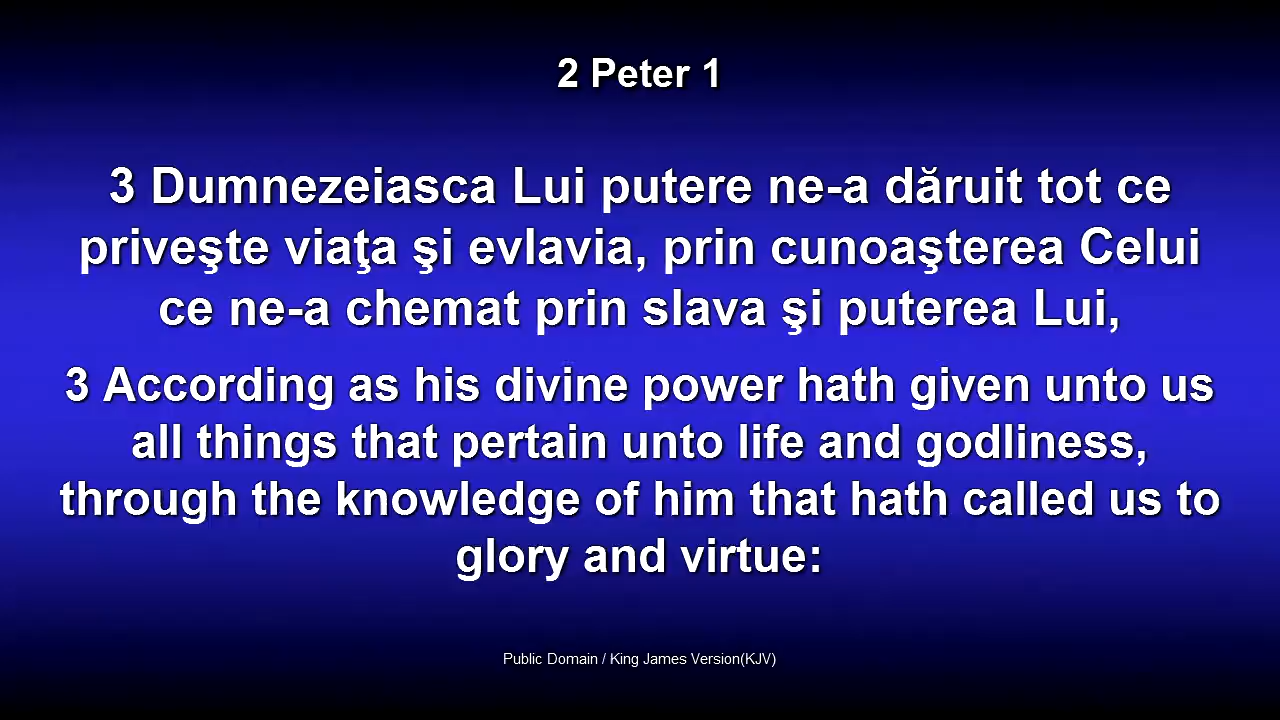 2 Peter 1
3 Dumnezeiasca Lui putere ne-a dăruit tot ce
priveşte viaţa şi evlavia, prin cunoaşterea Celui
ce ne-a chemat prin slava şi puterea Lui,
3 According as his divine power hath given unto us
all things that pertain unto life and godliness,
through the knowledge of him that hath called us to
glory and virtue:
Public Domain / King James Version(KJV)